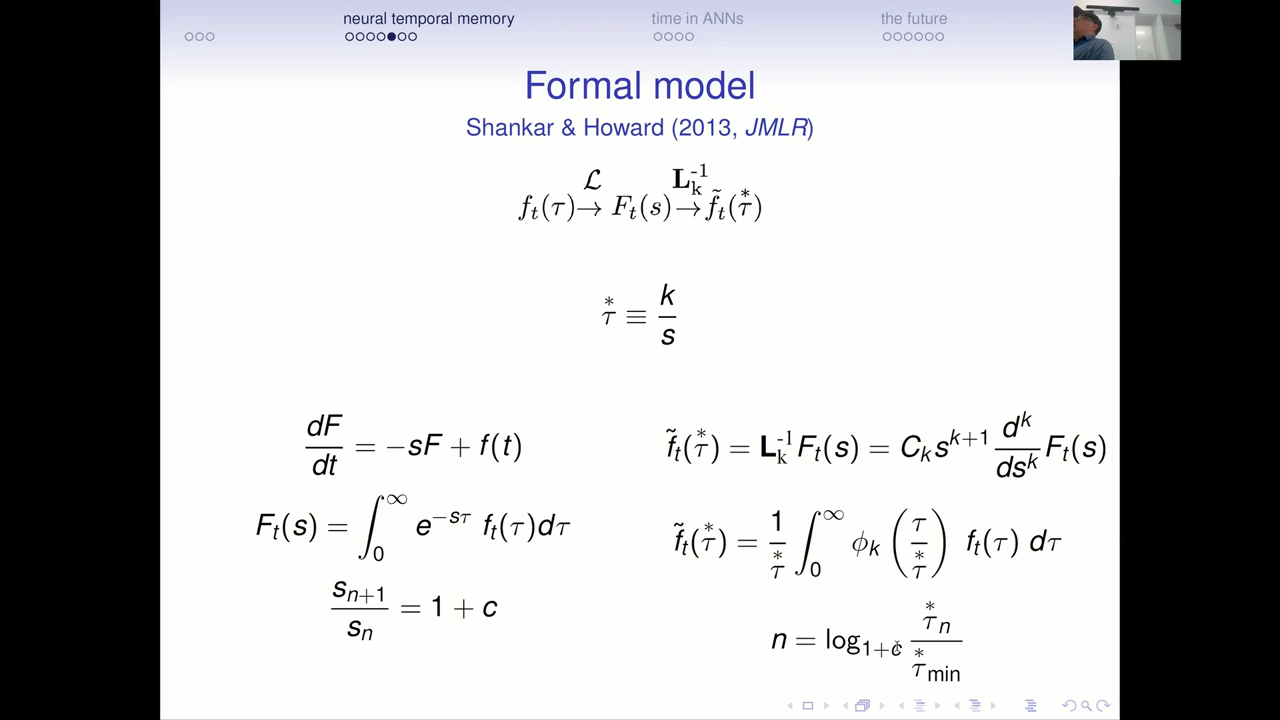 neural temporal memory time in ANNs the future
Formal model
Shankar & Howard (2013, JMLR)
f_t(τ) →^ℒ F_t(s) →^{L_k^{-1}} f̃_t(τ*)
τ* ≡ k/s
dF/dt = −sF + f(t)
F_t(s) = ∫_0^∞ e^{−sτ} f_t(τ)dτ
s_{n+1}/s_n = 1 + c
f̃_t(τ*) = L_k^{-1} F_t(s) = C_k s^{k+1} d^k/ds^k F_t(s)
f̃_t(τ*) = 1/τ* ∫_0^∞ φ_k (τ/τ*) f_t(τ) dτ
n = log_{1+c} τ*_n/τ*_min